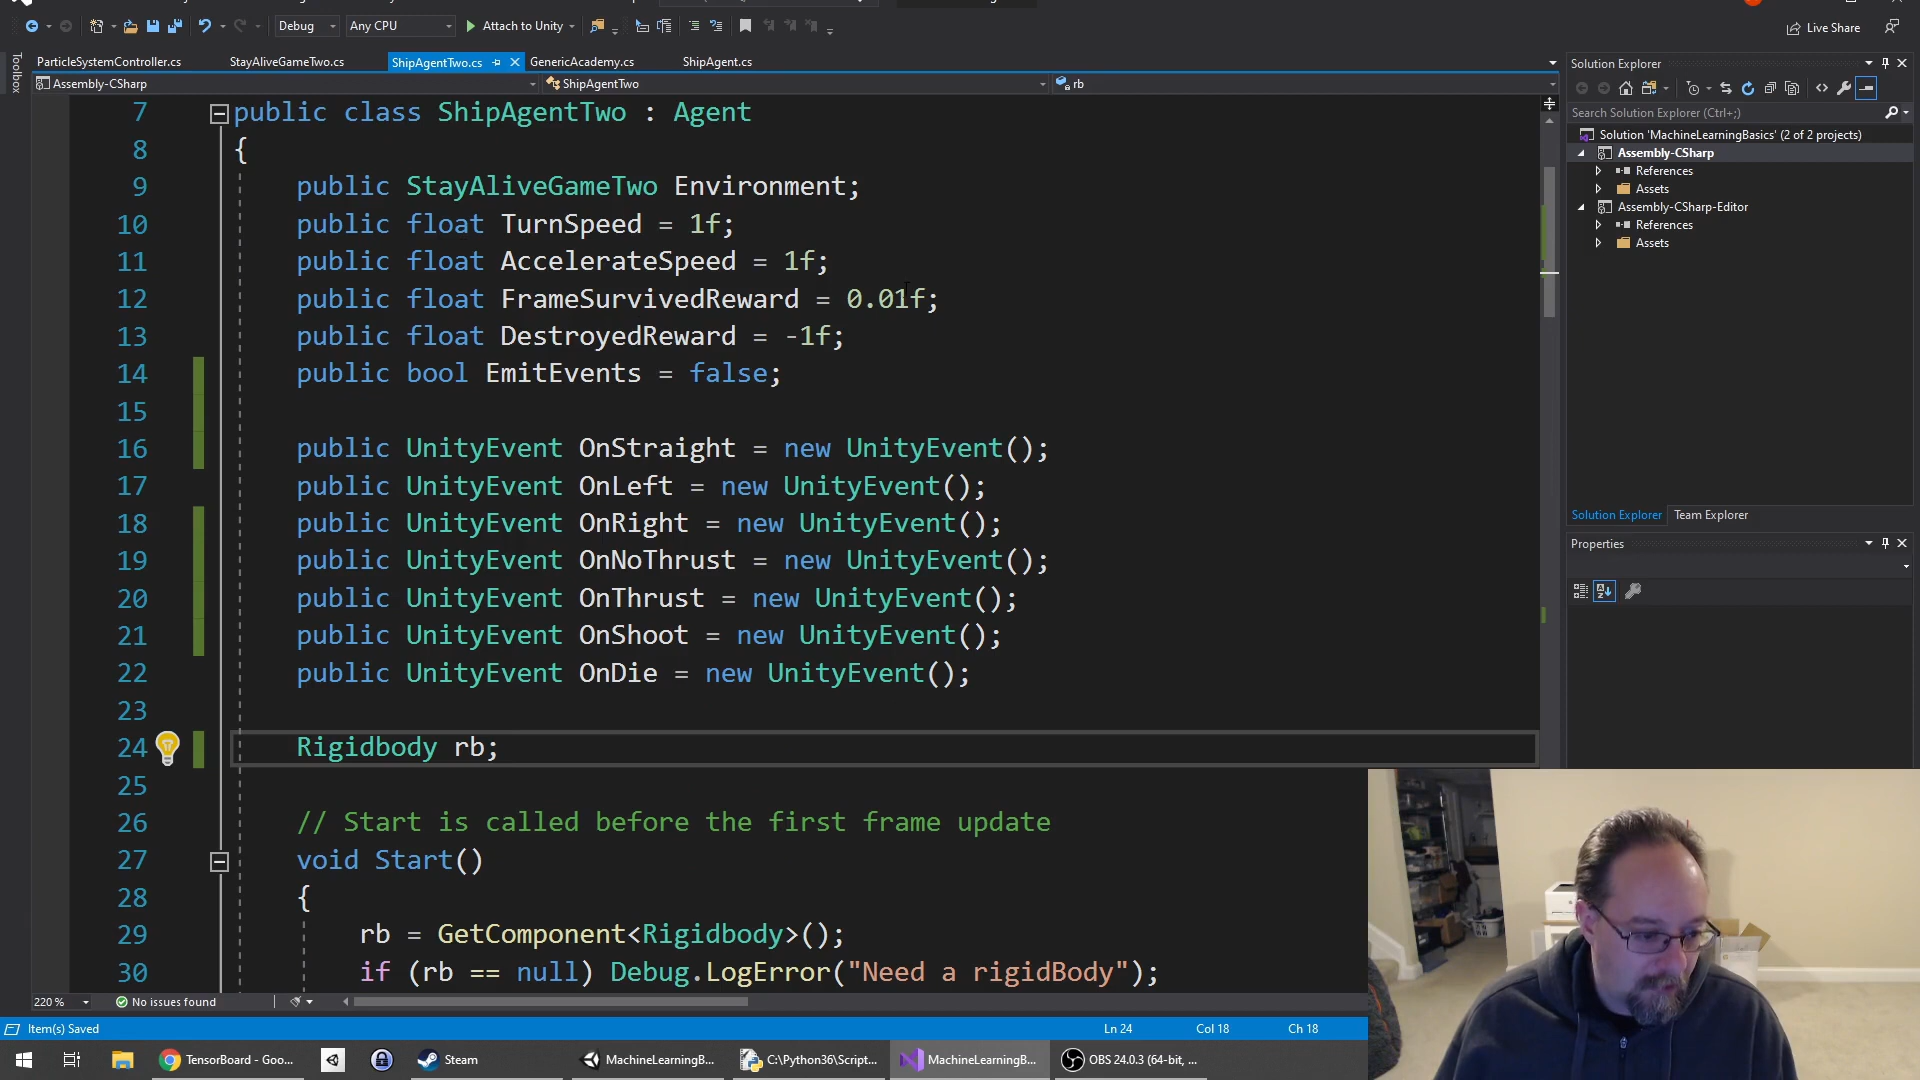 Debug
Any CPU
Attach to Unity
Live Share
Toolbox
ParticleSystemController.cs
StayAliveGameTwo.cs
ShipAgentTwo.cs
GenericAcademy.cs
ShipAgent.cs
Assembly-CSharp
ShipAgentTwo
rb
7 public class ShipAgentTwo : Agent
8 {
9 public StayAliveGameTwo Environment;
10 public float TurnSpeed = 1f;
11 public float AccelerateSpeed = 1f;
12 public float FrameSurvivedReward = 0.01f;
13 public float DestroyedReward = -1f;
14 public bool EmitEvents = false;
15
16 public UnityEvent OnStraight = new UnityEvent();
17 public UnityEvent OnLeft = new UnityEvent();
18 public UnityEvent OnRight = new UnityEvent();
19 public UnityEvent OnNoThrust = new UnityEvent();
20 public UnityEvent OnThrust = new UnityEvent();
21 public UnityEvent OnShoot = new UnityEvent();
22 public UnityEvent OnDie = new UnityEvent();
23
24 Rigidbody rb;
25
26 // Start is called before the first frame update
27 void Start()
28 {
29 rb = GetComponent<Rigidbody>();
30 if (rb == null) Debug.LogError("Need a rigidBody");
220 %
No issues found
Item(s) Saved
Ln 24
Col 18
Ch 18
Solution Explorer
Search Solution Explorer (Ctrl+;)
Solution 'MachineLearningBasics' (2 of 2 projects)
Assembly-CSharp
References
Assets
Assembly-CSharp-Editor
References
Assets
Solution Explorer
Team Explorer
Properties
TensorBoard - Goo...
Steam
MachineLearningB...
C:\Python36\Script...
MachineLearningB...
OBS 24.0.3 (64-bit, ...